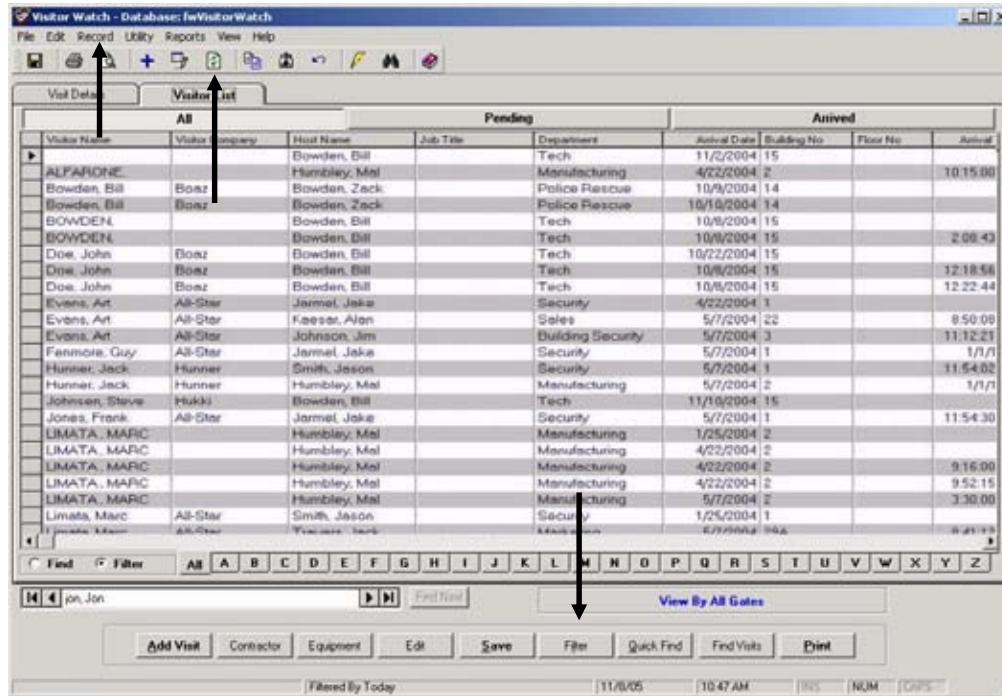 Visitor Watch - Database: fwVisitorWatch
File Edit Record Utility Reports View Help
Visit Details Visitor List
All Pending Arrived
Visitor Name Visitor Company Host Name Job Title Department Arrival Date Building No Floor No Arrival
Bowden, Bill Tech 11/2/2004 15
ALFARONE, Humbley, Mal Manufacturing 4/22/2004 2 10:15:00
Bowden, Bill Boaz Bowden, Zack Police Rescue 10/9/2004 14
Bowden, Bill Boaz Bowden, Zack Police Rescue 10/10/2004 14
BOWDEN, Bowden, Bill Tech 10/8/2004 15
BOWDEN, Bowden, Bill Tech 10/8/2004 15 2:08:43
Doe, John Boaz Bowden, Bill Tech 10/22/2004 15
Doe, John Boaz Bowden, Bill Tech 10/8/2004 15 12:18:56
Doe, John Boaz Bowden, Bill Tech 10/8/2004 15 12:22:44
Evans, Art All-Star Jarmel, Jake Security 4/22/2004 1
Evans, Art All-Star Kaesar, Alan Sales 5/7/2004 22 8:50:08
Evans, Art All-Star Johnson, Jim Building Security 5/7/2004 3 11:12:21
Fenmore, Guy All-Star Jarmel, Jake Security 5/7/2004 1 1/1/1
Hunner, Jack Hunner Smith, Jason Security 5/7/2004 1 11:54:02
Hunner, Jack Hunner Humbley, Mal Manufacturing 5/7/2004 2 1/1/1
Johnsen, Steve Hukki Bowden, Bill Tech 11/10/2004 15
Jones, Frank All-Star Jarmel, Jake Security 5/7/2004 1 11:54:30
LIMATA, MARC Humbley, Mal Manufacturing 1/25/2004 2
LIMATA, MARC Humbley, Mal Manufacturing 4/22/2004 2
LIMATA, MARC Humbley, Mal Manufacturing 4/22/2004 2 9:16:00
LIMATA, MARC Humbley, Mal Manufacturing 4/22/2004 2 9:52:15
LIMATA, MARC Humbley, Mal Manufacturing 5/7/2004 2 3:30:00
Limata, Marc All-Star Smith, Jason Security 1/25/2004 1
Limata, Marc All-Star Jack Marketing 5/7/2004 29A 8:41:13
Find Filter All A B C D E F G H I J K L M N O P Q R S T U V W X Y Z
jon, Jon Find Next View By All Gates
Add Visit Contractor Equipment Edit Save Filter Quick Find Find Visits Print
Filtered By Today 11/8/05 10:47 AM INS NUM CAPS